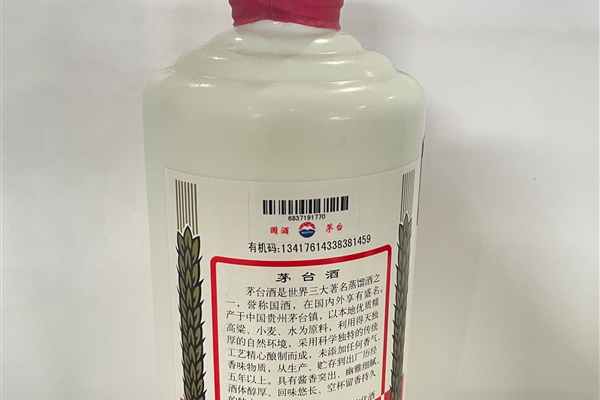 6837191770
国酒 茅台
有机码:13417614338381459
茅台酒
茅台酒是世界三大著名蒸馏酒之
一，誉称国酒，在国内外享有盛名。
产于中国贵州茅台镇，以本地优质糯
高粱、小麦、水为原料，利用得天独
厚的自然环境，采用科学独特的传统
工艺精心酿制而成，未添加任何香气、
香味物质，从生产、贮存到出厂历经
五年以上。具有酱香突出、幽雅细腻、
酒体醇厚、回味悠长、空杯留香持久